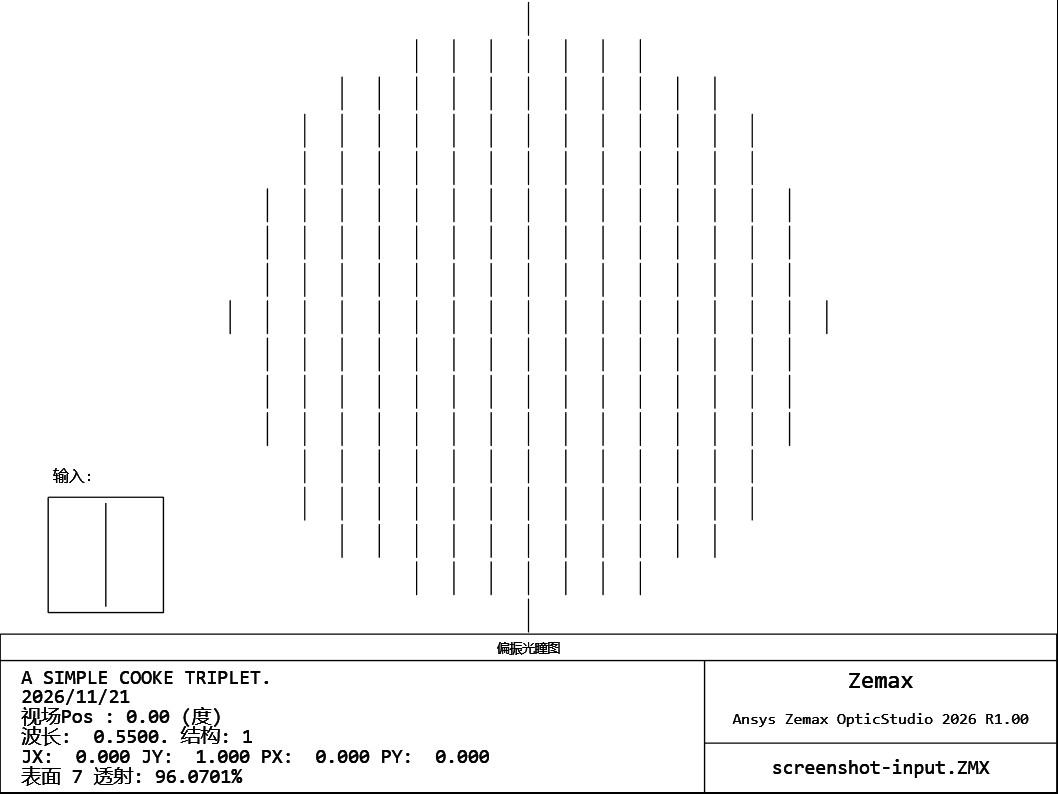 输入:
偏振光瞳图
A SIMPLE COOKE TRIPLET.
2026/11/21
视场Pos : 0.00 (度)
波长:  0.5500. 结构: 1
JX:  0.000 JY:  1.000 PX:  0.000 PY:  0.000
表面 7 透射: 96.0701%
Zemax
Ansys Zemax OpticStudio 2026 R1.00
screenshot-input.ZMX